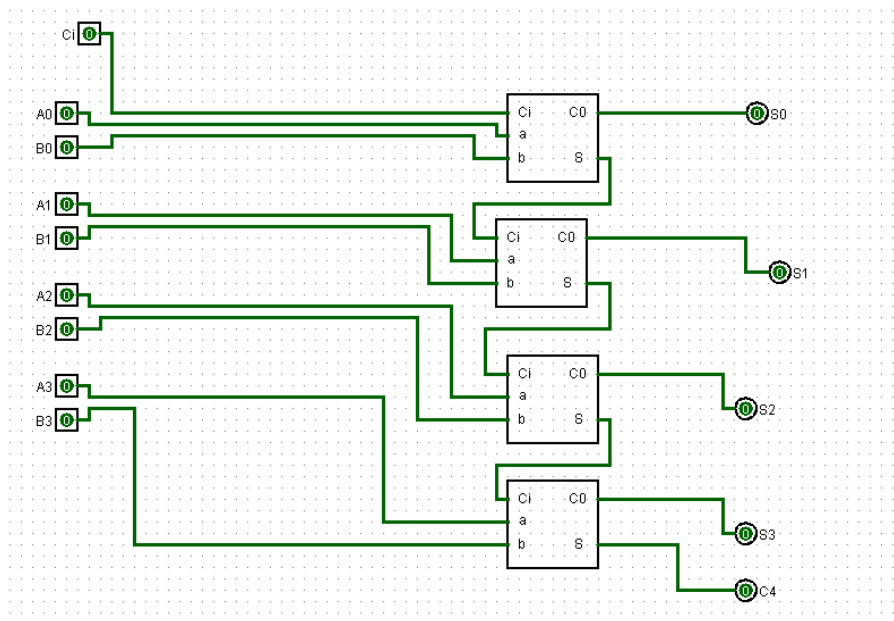 Ci 0
A0 0
B0 0
Ci C0
a
b S
0 S0
A1 0
B1 0
Ci C0
a
b S
0 S1
A2 0
B2 0
Ci C0
a
b S
0 S2
A3 0
B3 0
Ci C0
a
b S
0 S3
0 C4